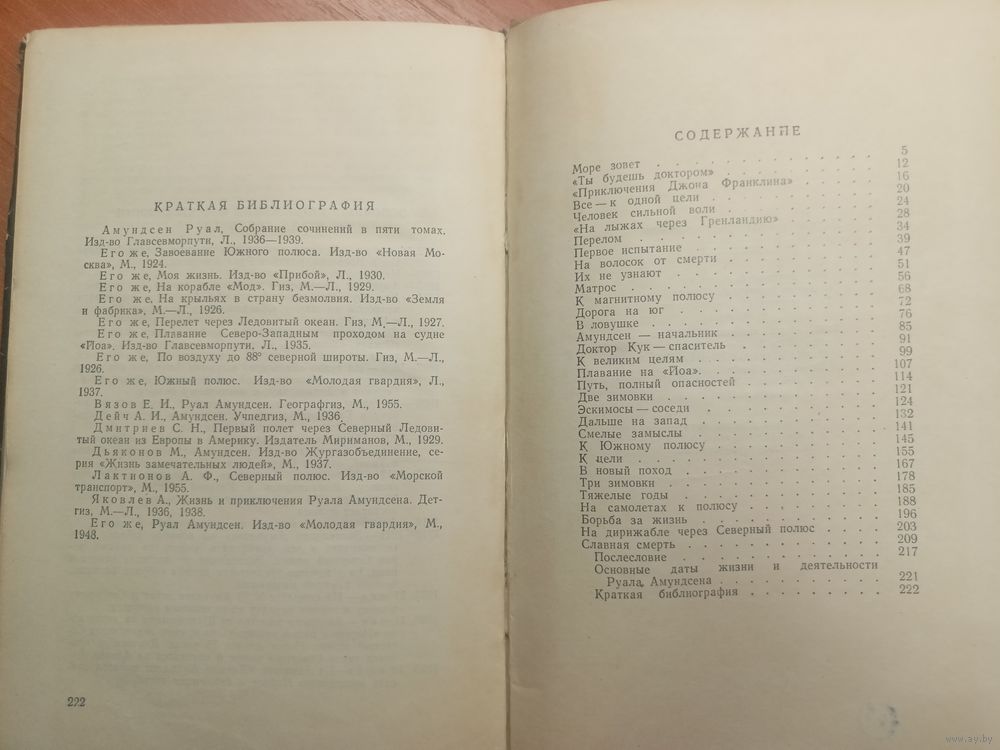 КРАТКАЯ БИБЛИОГРАФИЯ
Амундсен Руал, Собрание сочинений в пяти томах.
Изд-во Главсевморпути, Л., 1936—1939.
Его же, Завоевание Южного полюса. Изд-во «Новая Мо-
сква», М., 1924.
Его же, Моя жизнь. Изд-во «Прибой», Л., 1930.
Его же, На корабле «Мод». Гиз, М.—Л., 1929.
Его же, На крыльях в страну безмолвия. Изд-во «Земля
и фабрика», М.—Л., 1926.
Его же, Перелет через Ледовитый океан. Гиз, М.—Л., 1927.
Его же, Плавание Северо-Западным проходом на судне
«Йоа». Изд-во Главсевморпути. Л., 1935.
Его же, По воздуху до 88° северной широты. Гиз, М.—Л.,
1926.
Его же, Южный полюс. Изд-во «Молодая гвардия», Л.,
1937.
Вязов Е. И., Руал Амундсен. Географгиз, М., 1955.
Дейч А. И., Амундсен. Учпедгиз, М., 1936.
Дмитриев С. Н., Первый полет через Северный Ледови-
тый океан из Европы в Америку. Издатель Мириманов, М., 1929.
Дьяконов М., Амундсен. Изд-во Жургазобъединение, се-
рия «Жизнь замечательных людей», М., 1937.
Лактионов А. Ф., Северный полюс. Изд-во «Морской
транспорт», М., 1955.
Яковлев А., Жизнь и приключения Руала Амундсена. Дет-
гиз, М.—Л., 1936, 1938.
Его же, Руал Амундсен. Изд-во «Молодая гвардия», М.,
1948.
222
СОДЕРЖАНИЕ
Море зовет . . . . . . . . . . 5
«Ты будешь доктором» . . . . . . . 12
«Приключения Джона Франклина» . . . . . 16
Все — к одной цели . . . . . . . . 20
Человек сильной воли . . . . . . . 24
«На лыжах через Гренландию» . . . . . 28
Перелом . . . . . . . . . . 34
Первое испытание . . . . . . . . 39
На волосок от смерти . . . . . . . 47
Их не узнают . . . . . . . . . 51
Матрос . . . . . . . . . . 56
К магнитному полюсу . . . . . . . 68
Дорога на юг . . . . . . . . . 72
В ловушке . . . . . . . . . . 76
Амундсен — начальник . . . . . . . 85
Доктор Кук — спаситель . . . . . . . 91
К великим целям . . . . . . . . 99
Плавание на «Йоа». . . . . . . . 107
Путь, полный опасностей . . . . . . 114
Две зимовки . . . . . . . . . 121
Эскимосы — соседи . . . . . . . . 124
Дальше на запад . . . . . . . . 132
Смелые замыслы . . . . . . . . 141
К Южному полюсу . . . . . . . . 145
К цели . . . . . . . . . . 155
В новый поход . . . . . . . . . 167
Три зимовки . . . . . . . . . 178
Тяжелые годы . . . . . . . . . 185
На самолетах к полюсу . . . . . . . 188
Борьба за жизнь . . . . . . . . 196
На дирижабле через Северный полюс . . . . 203
Славная смерть . . . . . . . . . 209
Послесловие . . . . . . . . . 217
Основные даты жизни и деятельности
Руала Амундсена . . . . . . . . 221
Краткая библиография . . . . . . . 222
www.ay.by